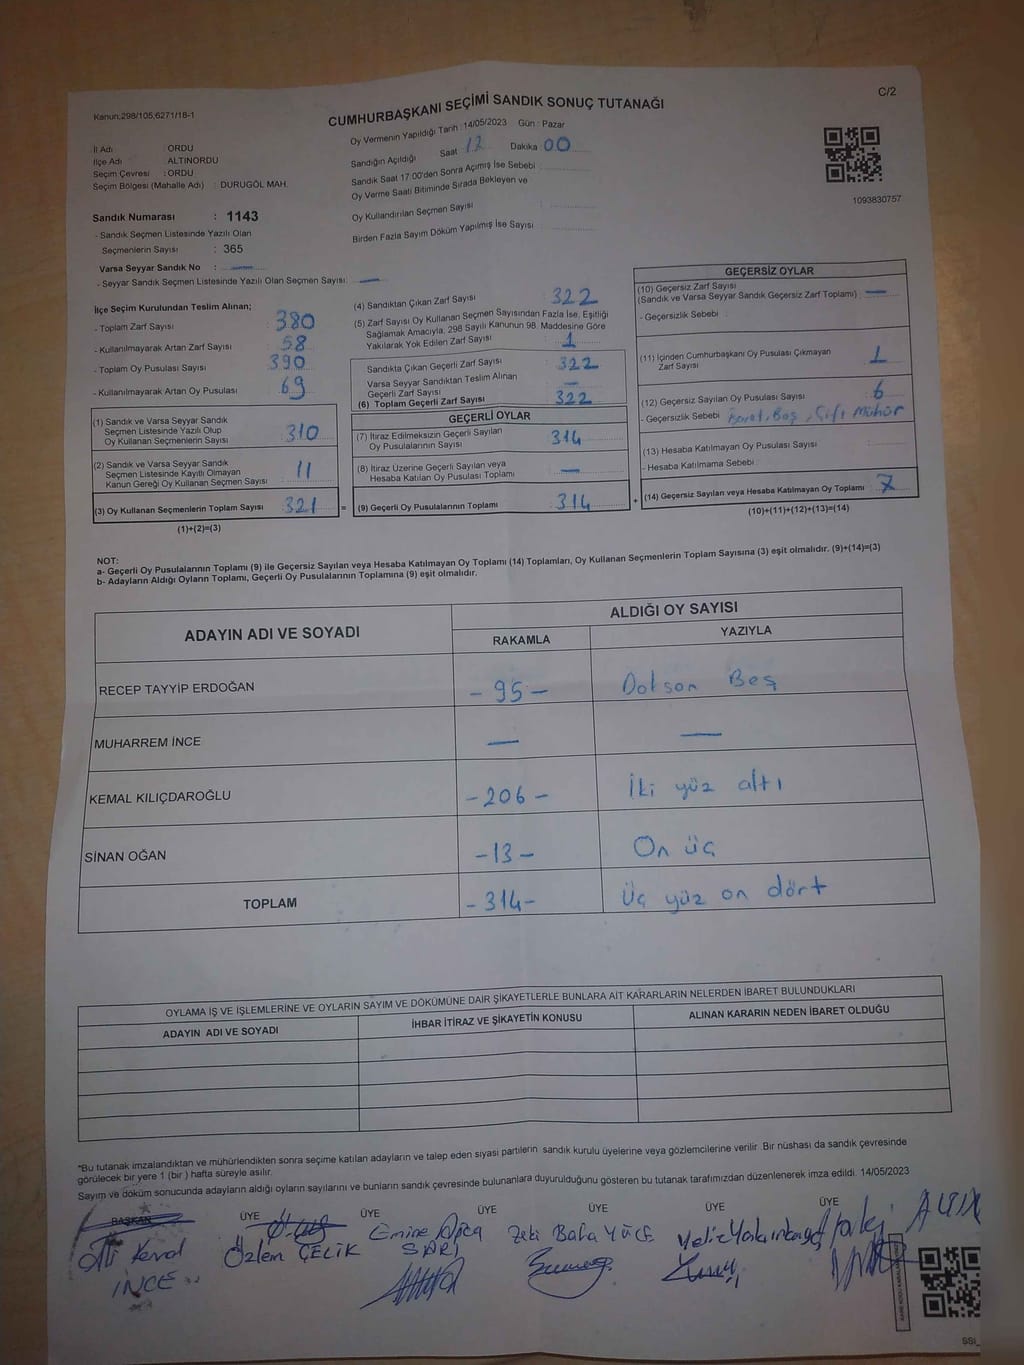 Kanun;298/105,6271/18-1
CUMHURBAŞKANI SEÇİMİ SANDIK SONUÇ TUTANAĞI
C/2
İl Adı : ORDU
İlçe Adı : ALTINORDU
Seçim Çevresi : ORDU
Seçim Bölgesi (Mahalle Adı) : DURUGÖL MAH.
Oy Vermenin Yapıldığı Tarih : 14/05/2023 Gün : Pazar
Sandığın Açıldığı Saat 17 Dakika 00
Sandık Saat 17:00'den Sonra Açımış İse Sebebi :
Oy Verme Saati Bitiminde Sırada Bekleyen ve
Oy Kullandırılan Seçmen Sayısı :
Birden Fazla Sayım Döküm Yapılmış İse Sayısı :
1093830757
Sandık Numarası : 1143
- Sandık Seçmen Listesinde Yazılı Olan
Seçmenlerin Sayısı : 365
Varsa Seyyar Sandık No : —
- Seyyar Sandık Seçmen Listesinde Yazılı Olan Seçmen Sayısı: —
İlçe Seçim Kurulundan Teslim Alınan;
- Toplam Zarf Sayısı : 380
- Kullanılmayarak Artan Zarf Sayısı : 58
- Toplam Oy Pusulası Sayısı : 390
- Kullanılmayarak Artan Oy Pusulası : 69
(1) Sandık ve Varsa Seyyar Sandık
Seçmen Listesinde Yazılı Olup
Oy Kullanan Seçmenlerin Sayısı : 310
(2) Sandık ve Varsa Seyyar Sandık
Seçmen Listesinde Kayıtlı Olmayan
Kanun Gereği Oy Kullanan Seçmen Sayısı : 11
(3) Oy Kullanan Seçmenlerin Toplam Sayısı : 321 =
(1)+(2)=(3)
(4) Sandıktan Çıkan Zarf Sayısı : 322
(5) Zarf Sayısı Oy Kullanan Seçmen Sayısından Fazla İse, Eşitliği
Sağlamak Amacıyla, 298 Sayılı Kanunun 98. Maddesine Göre
Yakılarak Yok Edilen Zarf Sayısı : 1
Sandıkta Çıkan Geçerli Zarf Sayısı : 322
Varsa Seyyar Sandıktan Teslim Alınan
Geçerli Zarf Sayısı : —
(6) Toplam Geçerli Zarf Sayısı : 322
GEÇERLİ OYLAR
(7) İtiraz Edilmeksizin Geçerli Sayılan
Oy Pusulalarının Sayısı : 314
(8) İtiraz Üzerine Geçerli Sayılan veya
Hesaba Katılan Oy Pusulası Toplamı : —
(9) Geçerli Oy Pusulalarının Toplamı : 314 +
GEÇERSİZ OYLAR
(10) Geçersiz Zarf Sayısı
(Sandık ve Varsa Seyyar Sandık Geçersiz Zarf Toplamı) : —
- Geçersizlik Sebebi :
(11) İçinden Cumhurbaşkanı Oy Pusulası Çıkmayan
Zarf Sayısı : 1
(12) Geçersiz Sayılan Oy Pusulası Sayısı : 6
- Geçersizlik Sebebi : Boş, Çift Mühür
(13) Hesaba Katılmayan Oy Pusulası Sayısı :
- Hesaba Katılmama Sebebi :
(14) Geçersiz Sayılan veya Hesaba Katılmayan Oy Toplamı : 7
(10)+(11)+(12)+(13)=(14)
NOT:
a- Geçerli Oy Pusulalarının Toplamı (9) ile Geçersiz Sayılan veya Hesaba Katılmayan Oy Toplamı (14) Toplamları, Oy Kullanan Seçmenlerin Toplam Sayısına (3) eşit olmalıdır. (9)+(14)=(3)
b- Adayların Aldığı Oyların Toplamı, Geçerli Oy Pusulalarının Toplamına (9) eşit olmalıdır.
ADAYIN ADI VE SOYADI
ALDIĞI OY SAYISI
RAKAMLA YAZIYLA
RECEP TAYYİP ERDOĞAN -95- Doksan Beş
MUHARREM İNCE — —
KEMAL KILIÇDAROĞLU -206- İki yüz altı
SİNAN OĞAN -13- On üç
TOPLAM -314- Üç yüz on dört
OYLAMA İŞ VE İŞLEMLERİNE VE OYLARIN SAYIM VE DÖKÜMÜNE DAİR ŞİKAYETLERLE BUNLARA AİT KARARLARIN NELERDEN İBARET BULUNDUKLARI
ADAYIN ADI VE SOYADI İHBAR İTİRAZ VE ŞİKAYETİN KONUSU ALINAN KARARIN NEDEN İBARET OLDUĞU
*Bu tutanak imzalandıktan ve mühürlendikten sonra seçime katılan adayların ve talep eden siyasi partilerin sandık kurulu üyelerine veya gözlemcilerine verilir Bir nüshası da sandık çevresinde
görülecek bir yere 1 (bir ) hafta süreyle asılır.
Sayım ve döküm sonucunda adayların aldığı oyların sayılarını ve bunların sandık çevresinde bulunanlara duyurulduğunu gösteren bu tutanak tarafımızdan düzenlenerek imza edildi. 14/05/2023
BAŞKAN ÜYE ÜYE ÜYE ÜYE ÜYE ÜYE
İNCE
Özlem ÇELİK
Emine SARI
Zeki Baha YÜCE